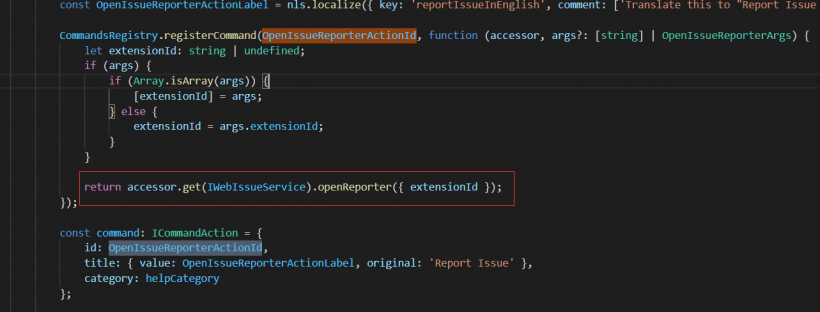 const OpenIssueReporterActionLabel = nls.localize({ key: 'reportIssueInEnglish', comment: ['Translate this to "Report Issue
CommandsRegistry.registerCommand(OpenIssueReporterActionId, function (accessor, args?: [string] | OpenIssueReporterArgs) {
let extensionId: string | undefined;
if (args) {
if (Array.isArray(args)) {
[extensionId] = args;
} else {
extensionId = args.extensionId;
}
}
return accessor.get(IWebIssueService).openReporter({ extensionId });
});
const command: ICommandAction = {
id: OpenIssueReporterActionId,
title: { value: OpenIssueReporterActionLabel, original: 'Report Issue' },
category: helpCategory
};